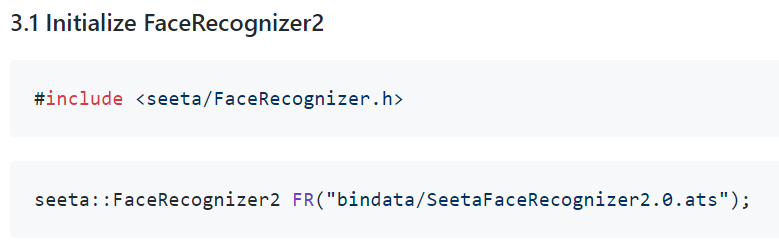 3.1 Initialize FaceRecognizer2
#include <seeta/FaceRecognizer.h>
seeta::FaceRecognizer2 FR("bindata/SeetaFaceRecognizer2.0.ats");